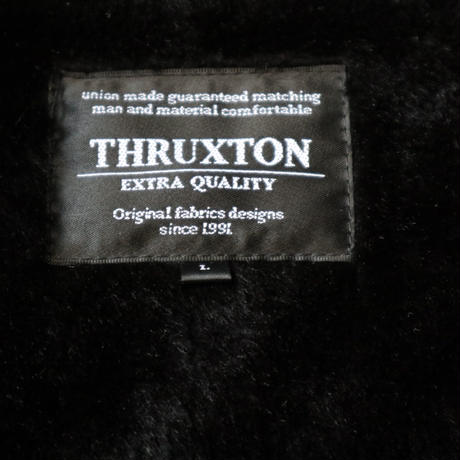 union made guaranteed matching
man and material comfortable
THRUXTON
EXTRA QUALITY
Original fabrics designs
since 1991.